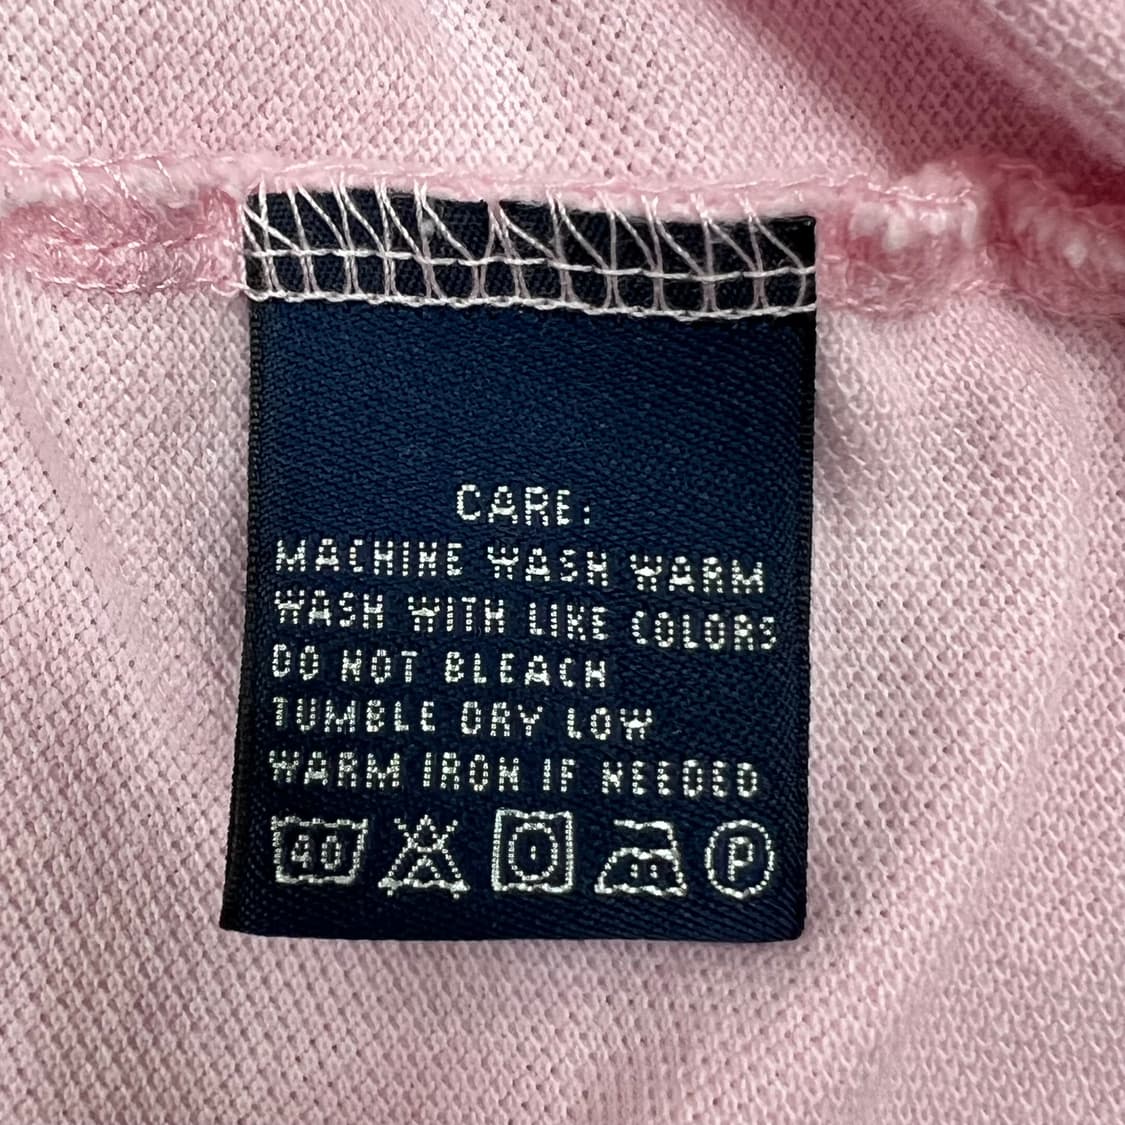 CARE:
MACHINE WASH WARM
WASH WITH LIKE COLORS
DO NOT BLEACH
TUMBLE DRY LOW
WARM IRON IF NEEDED
40 P